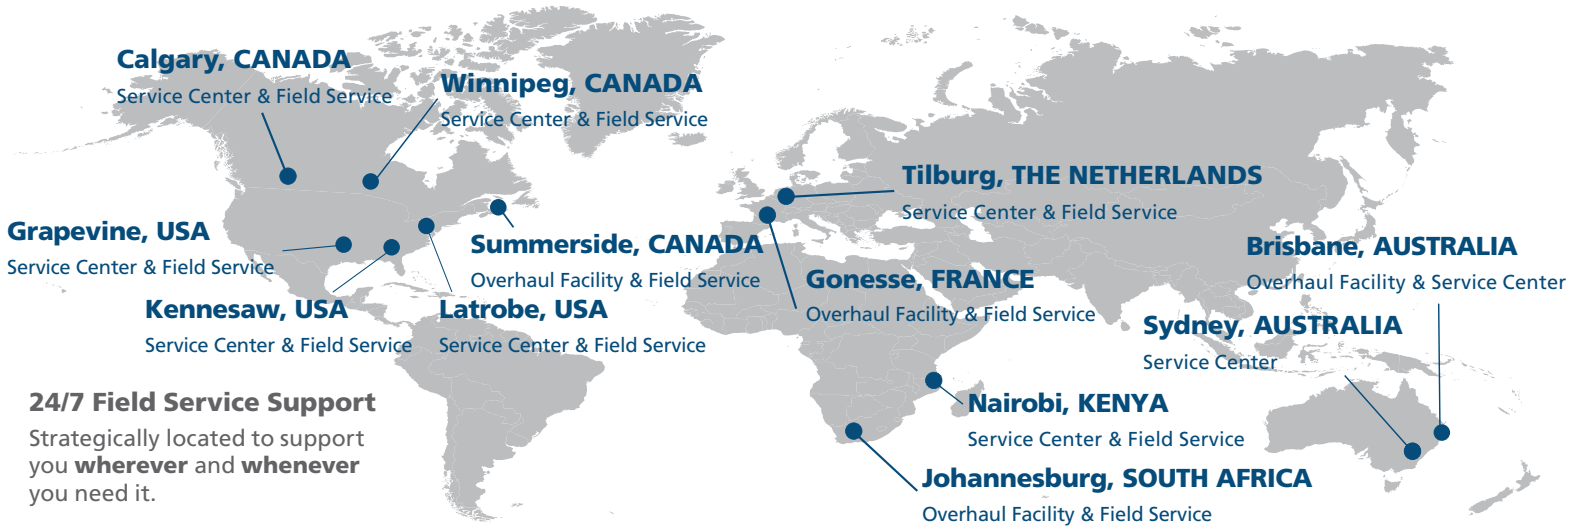 Calgary, CANADA
Service Center & Field Service
Winnipeg, CANADA
Service Center & Field Service
Tilburg, THE NETHERLANDS
Service Center & Field Service
Grapevine, USA
Service Center & Field Service
Summerside, CANADA
Overhaul Facility & Field Service
Brisbane, AUSTRALIA
Overhaul Facility & Service Center
Gonesse, FRANCE
Overhaul Facility & Field Service
Kennesaw, USA
Service Center & Field Service
Latrobe, USA
Service Center & Field Service
Sydney, AUSTRALIA
Service Center
24/7 Field Service Support
Strategically located to support
you wherever and whenever
you need it.
Nairobi, KENYA
Service Center & Field Service
Johannesburg, SOUTH AFRICA
Overhaul Facility & Field Service